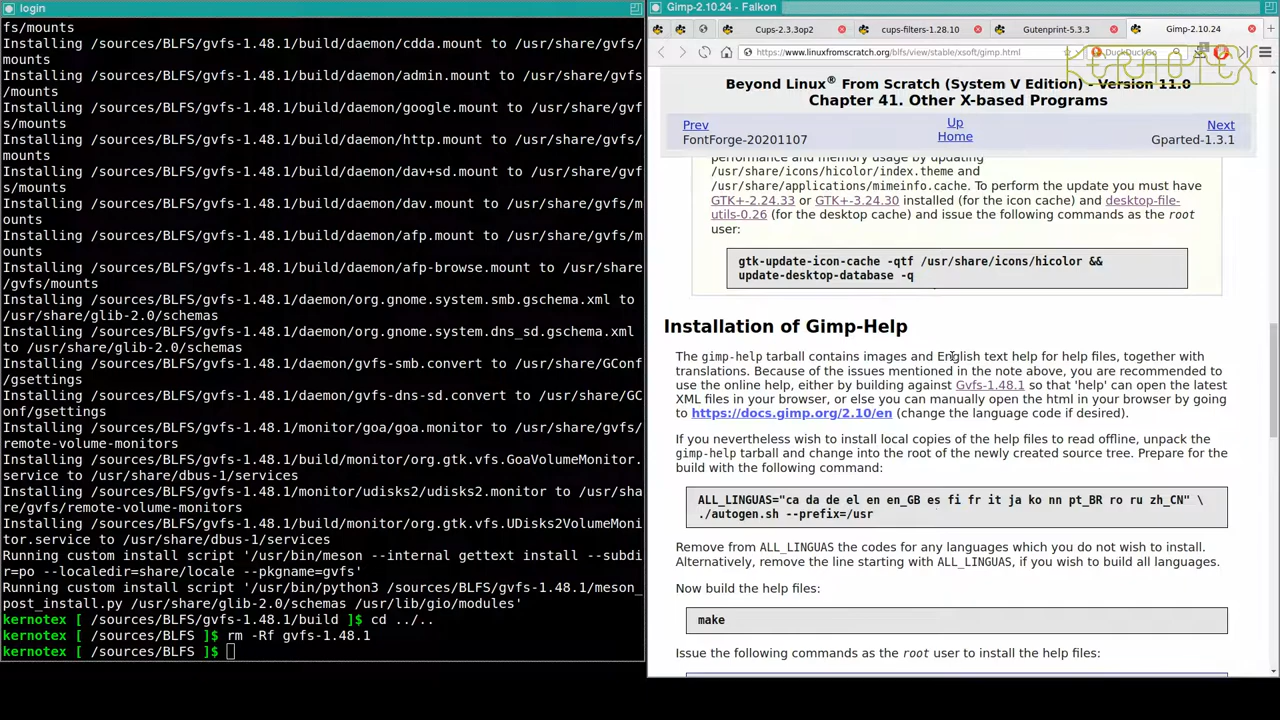 login
fs/mounts
Installing /sources/BLFS/gvfs-1.48.1/build/daemon/cdda.mount to /usr/share/gvfs/
mounts
Installing /sources/BLFS/gvfs-1.48.1/build/daemon/admin.mount to /usr/share/gvfs
/mounts
Installing /sources/BLFS/gvfs-1.48.1/build/daemon/google.mount to /usr/share/gvf
s/mounts
Installing /sources/BLFS/gvfs-1.48.1/build/daemon/http.mount to /usr/share/gvfs/
mounts
Installing /sources/BLFS/gvfs-1.48.1/build/daemon/dav+sd.mount to /usr/share/gvf
s/mounts
Installing /sources/BLFS/gvfs-1.48.1/build/daemon/dav.mount to /usr/share/gvfs/m
ounts
Installing /sources/BLFS/gvfs-1.48.1/build/daemon/afp.mount to /usr/share/gvfs/m
ounts
Installing /sources/BLFS/gvfs-1.48.1/build/daemon/afp-browse.mount to /usr/share
/gvfs/mounts
Installing /sources/BLFS/gvfs-1.48.1/daemon/org.gnome.system.smb.gschema.xml to
/usr/share/glib-2.0/schemas
Installing /sources/BLFS/gvfs-1.48.1/daemon/org.gnome.system.dns_sd.gschema.xml
to /usr/share/glib-2.0/schemas
Installing /sources/BLFS/gvfs-1.48.1/daemon/gvfs-smb.convert to /usr/share/GConf
/gsettings
Installing /sources/BLFS/gvfs-1.48.1/daemon/gvfs-dns-sd.convert to /usr/share/GC
onf/gsettings
Installing /sources/BLFS/gvfs-1.48.1/monitor/goa/goa.monitor to /usr/share/gvfs/
remote-volume-monitors
Installing /sources/BLFS/gvfs-1.48.1/build/monitor/org.gtk.vfs.GoaVolumeMonitor.
service to /usr/share/dbus-1/services
Installing /sources/BLFS/gvfs-1.48.1/monitor/udisks2/udisks2.monitor to /usr/sha
re/gvfs/remote-volume-monitors
Installing /sources/BLFS/gvfs-1.48.1/build/monitor/org.gtk.vfs.UDisks2VolumeMoni
tor.service to /usr/share/dbus-1/services
Running custom install script '/usr/bin/meson --internal gettext install --subdi
r=po --localedir=share/locale --pkgname=gvfs'
Running custom install script '/usr/bin/python3 /sources/BLFS/gvfs-1.48.1/meson_
post_install.py /usr/share/glib-2.0/schemas /usr/lib/gio/modules'
kernotex [ /sources/BLFS/gvfs-1.48.1/build ]$ cd ../..
kernotex [ /sources/BLFS ]$ rm -Rf gvfs-1.48.1
kernotex [ /sources/BLFS ]$
Gimp-2.10.24 - Falkon
Cups-2.3.3op2
cups-filters-1.28.10
Gutenprint-5.3.3
Gimp-2.10.24
https://www.linuxfromscratch.org/blfs/view/stable/xsoft/gimp.html
DuckDuckGo
KERNOTEX
Beyond Linux® From Scratch (System V Edition) - Version 11.0
Chapter 41. Other X-based Programs
Prev Up Next
FontForge-20201107 Home Gparted-1.3.1
performance and memory usage by updating
/usr/share/icons/hicolor/index.theme and
/usr/share/applications/mimeinfo.cache. To perform the update you must have
GTK+-2.24.33 or GTK+-3.24.30 installed (for the icon cache) and desktop-file-
utils-0.26 (for the desktop cache) and issue the following commands as the root
user:
gtk-update-icon-cache -qtf /usr/share/icons/hicolor &&
update-desktop-database -q
Installation of Gimp-Help
The gimp-help tarball contains images and English text help for help files, together with
translations. Because of the issues mentioned in the note above, you are recommended to
use the online help, either by building against Gvfs-1.48.1 so that 'help' can open the latest
XML files in your browser, or else you can manually open the html in your browser by going
to https://docs.gimp.org/2.10/en (change the language code if desired).
If you nevertheless wish to install local copies of the help files to read offline, unpack the
gimp-help tarball and change into the root of the newly created source tree. Prepare for the
build with the following command:
ALL_LINGUAS="ca da de el en en_GB es fi fr it ja ko nn pt_BR ro ru zh_CN" \
./autogen.sh --prefix=/usr
Remove from ALL_LINGUAS the codes for any languages which you do not wish to install.
Alternatively, remove the line starting with ALL_LINGUAS, if you wish to build all languages.
Now build the help files:
make
Issue the following commands as the root user to install the help files: